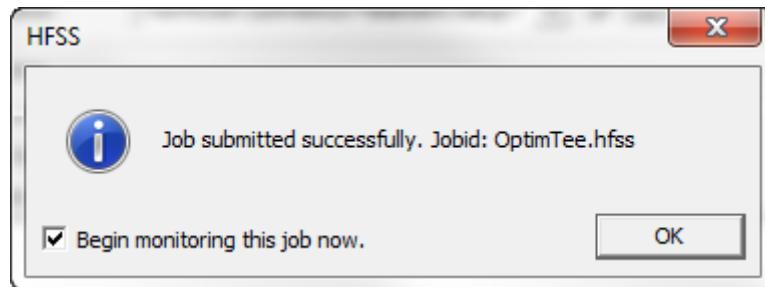 HFSS
Job submitted successfully. Jobid: OptimTee.hfss
Begin monitoring this job now.
OK